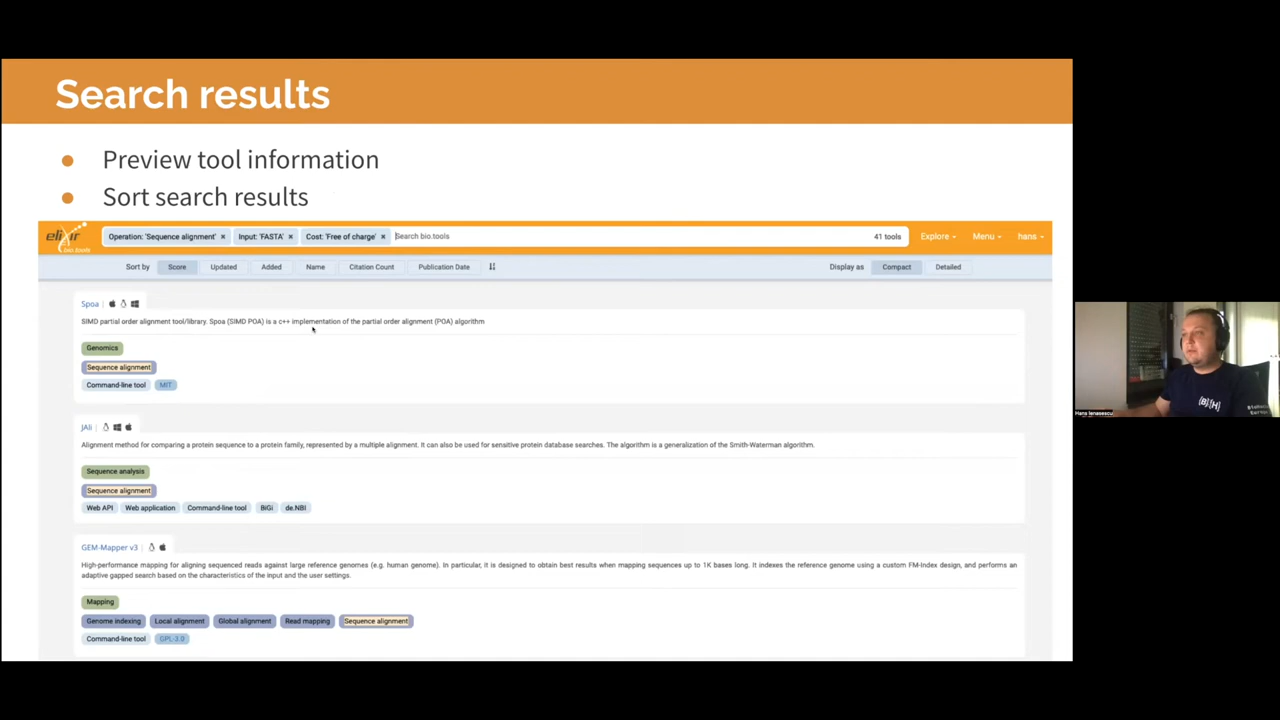 Search results
Preview tool information
Sort search results
elixir
bio.tools
Operation: 'Sequence alignment' × Input: 'FASTA' × Cost: 'Free of charge' × Search bio.tools 41 tools Explore Menu hans
Sort by Score Updated Added Name Citation Count Publication Date Display as Compact Detailed
Spoa
SIMD partial order alignment tool/library. Spoa (SIMD POA) is a c++ implementation of the partial order alignment (POA) algorithm
Genomics
Sequence alignment
Command-line tool MIT
JAli
Alignment method for comparing a protein sequence to a protein family, represented by a multiple alignment. It can also be used for sensitive protein database searches. The algorithm is a generalization of the Smith-Waterman algorithm.
Sequence analysis
Sequence alignment
Web API Web application Command-line tool BiGi de.NBI
GEM-Mapper v3
High-performance mapping for aligning sequenced reads against large reference genomes (e.g. human genome). In particular, it is designed to obtain best results when mapping sequences up to 1K bases long. It indexes the reference genome using a custom FM-Index design, and performs an
adaptive gapped search based on the characteristics of the input and the user settings.
Mapping
Genome indexing Local alignment Global alignment Read mapping Sequence alignment
Command-line tool GPL-3.0
{B}{H}
Hans Ienasescu